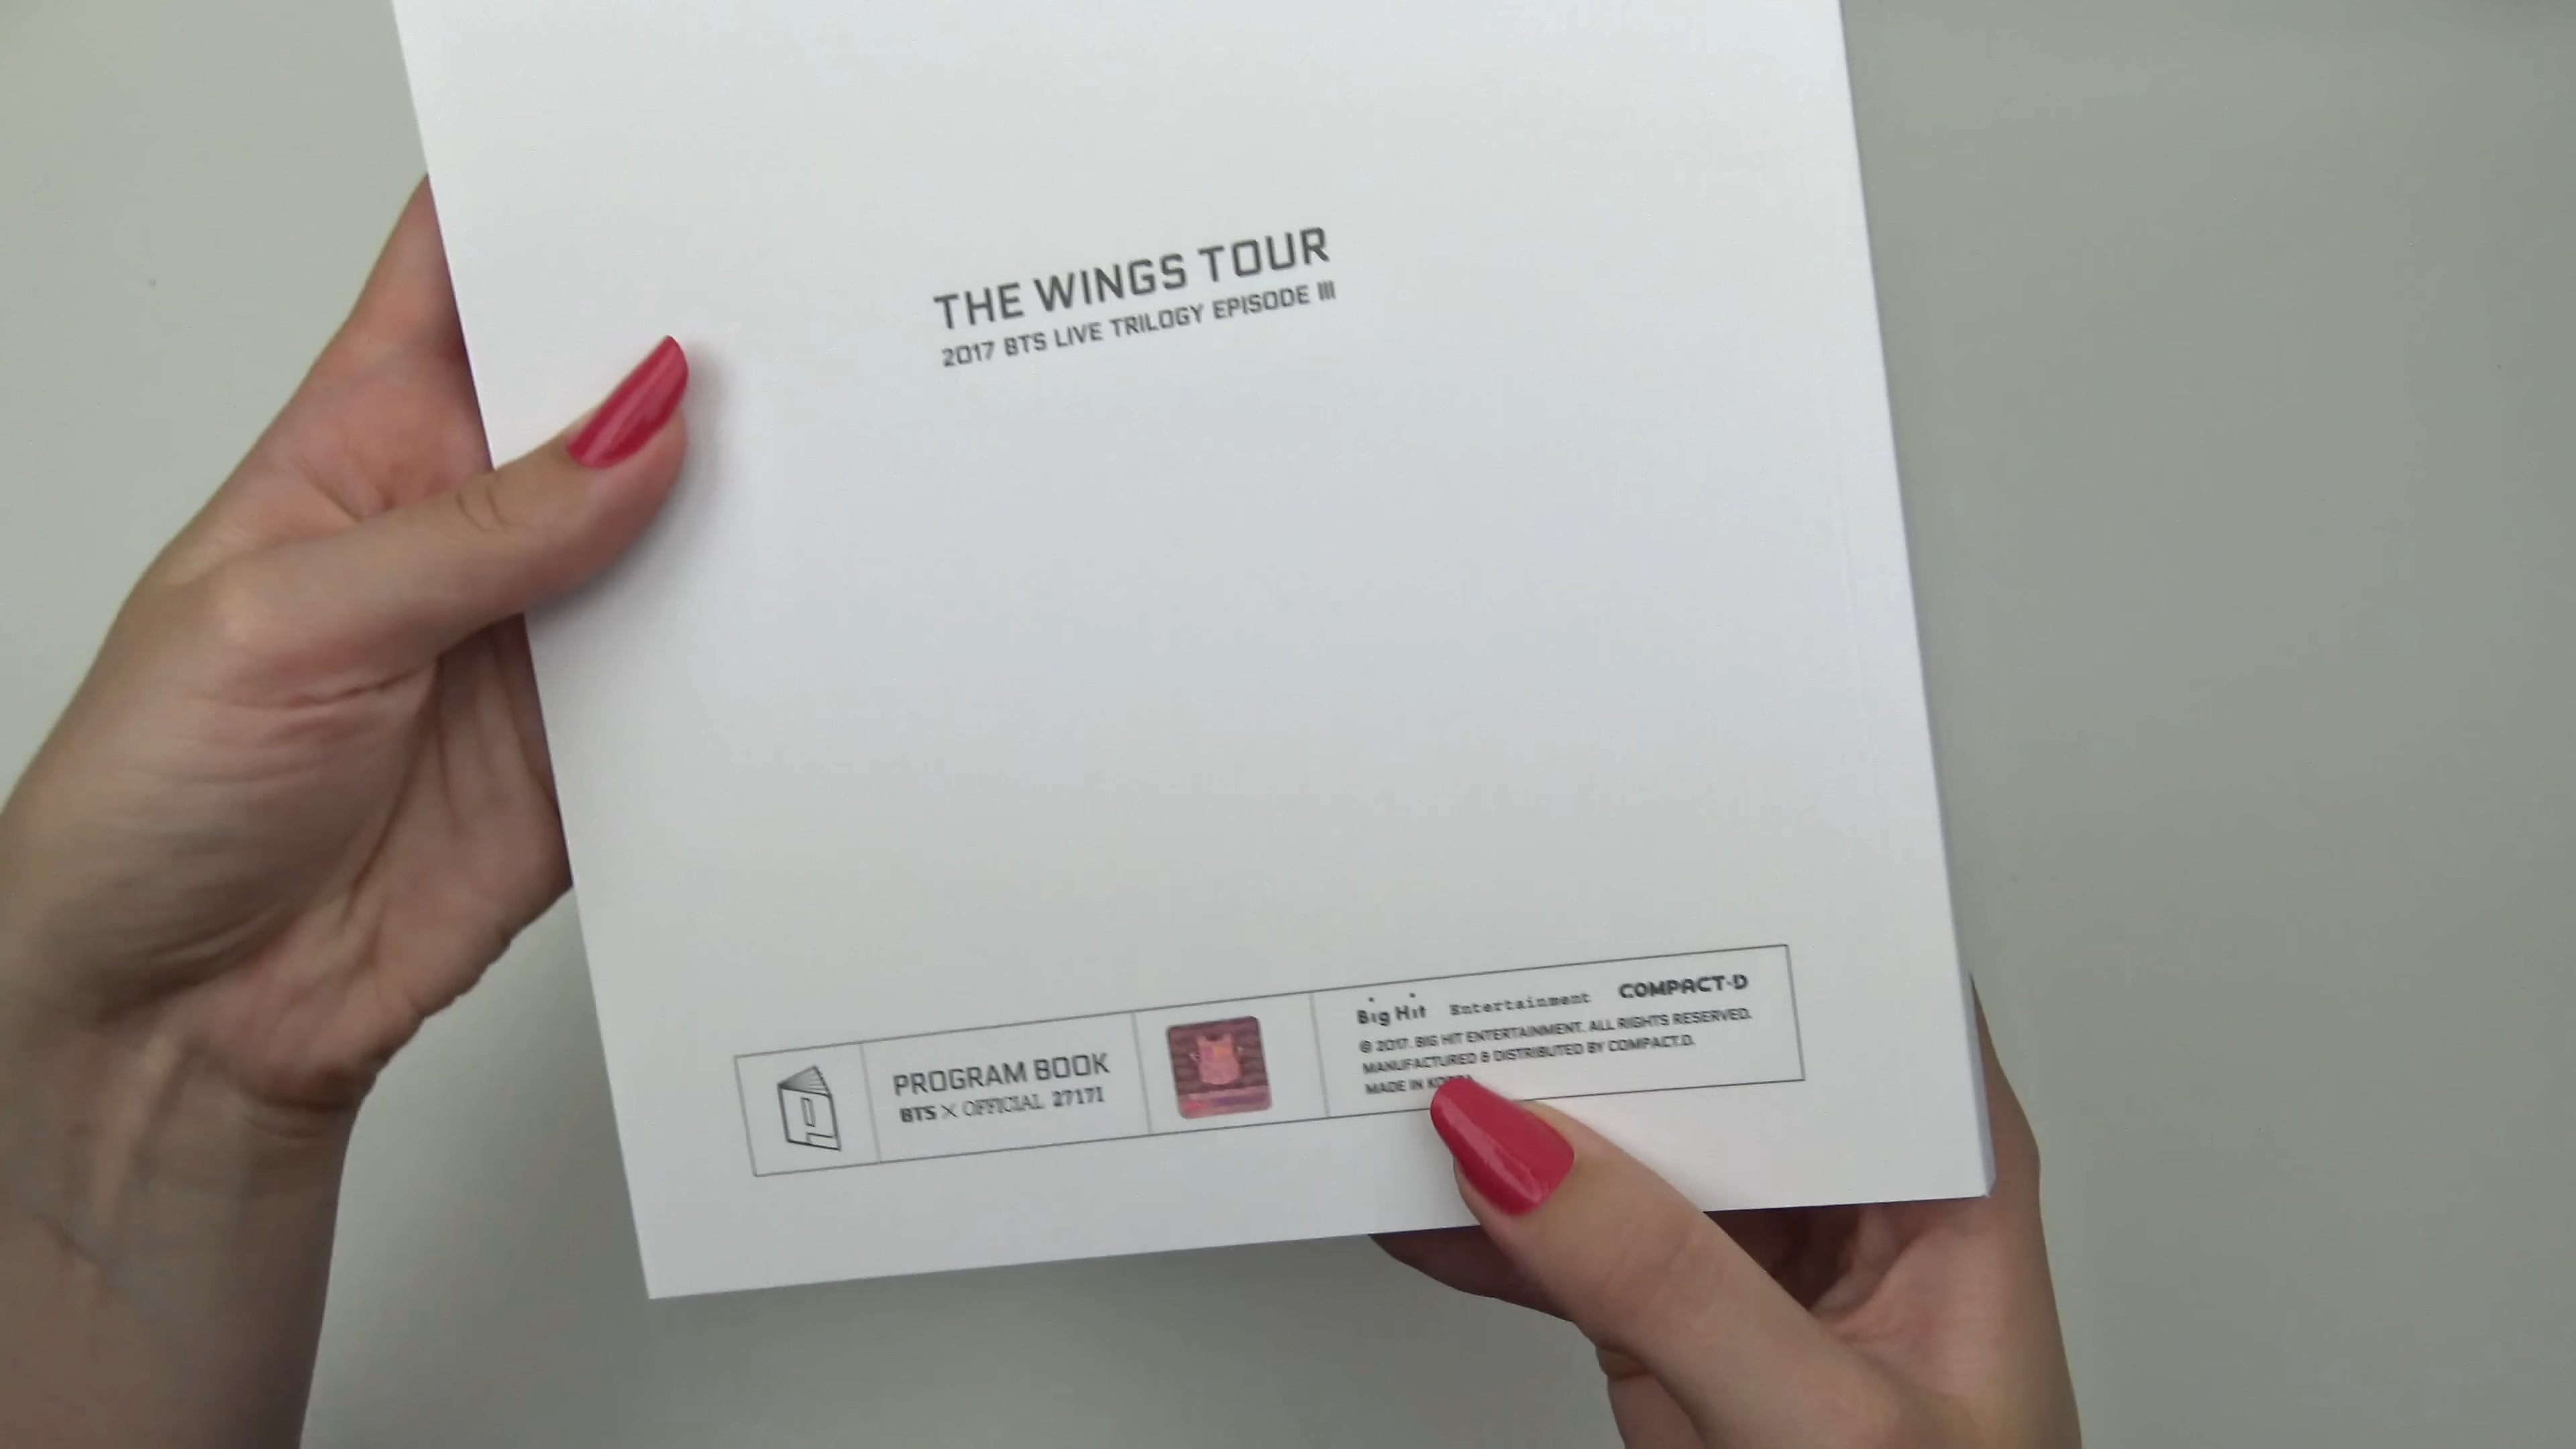 THE WINGS TOUR
2017 BTS LIVE TRILOGY EPISODE III
PROGRAM BOOK
BTS X OFFICIAL 27171
Big Hit Entertainment COMPACT-D
© 2017. BIG HIT ENTERTAINMENT. ALL RIGHTS RESERVED.
MANUFACTURED & DISTRIBUTED BY COMPACT.D.
MADE IN